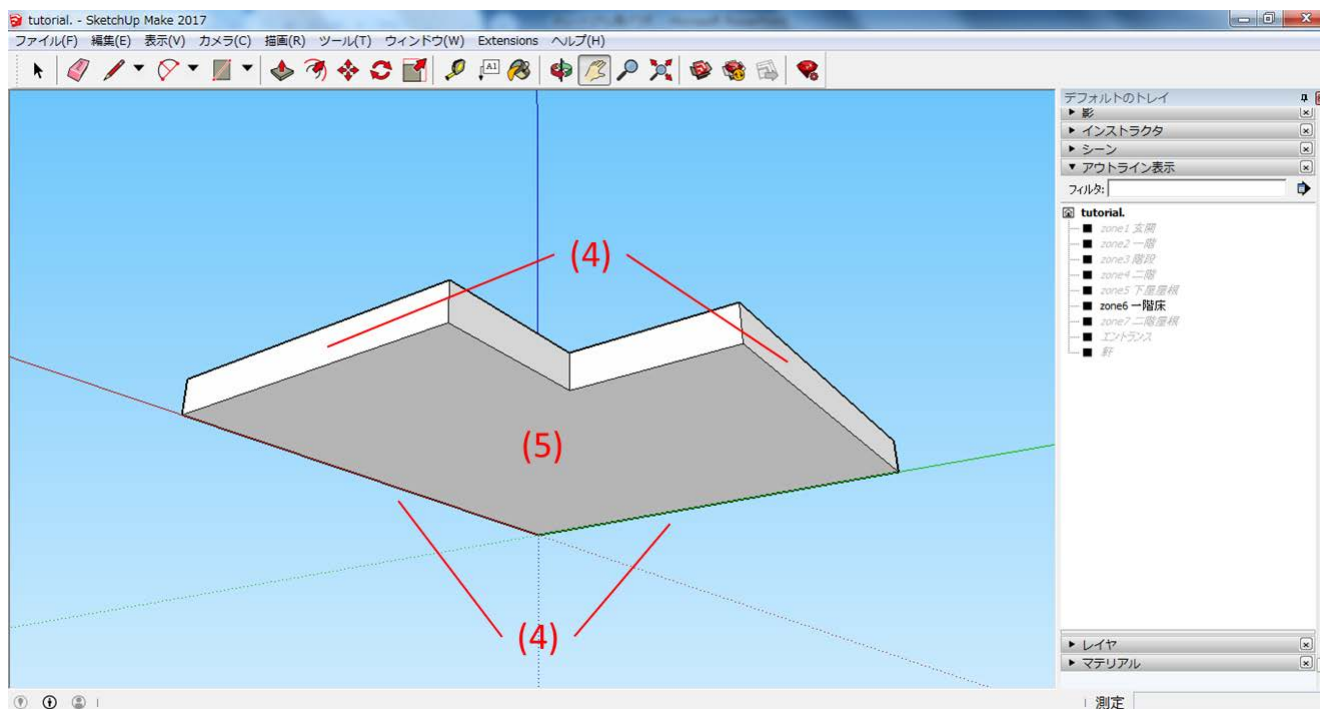 tutorial. - SketchUp Make 2017
ファイル(F) 編集(E) 表示(V) カメラ(C) 描画(R) ツール(T) ウィンドウ(W) Extensions ヘルプ(H)
A1
デフォルトのトレイ
影
インストラクタ
シーン
アウトライン表示
フィルタ:
tutorial.
zone1 玄関
zone2 一階
zone3 階段
zone4 二階
zone5 下屋屋根
zone6 一階床
zone7 二階屋根
エントランス
軒
(4)
(5)
(4)
レイヤ
マテリアル
測定